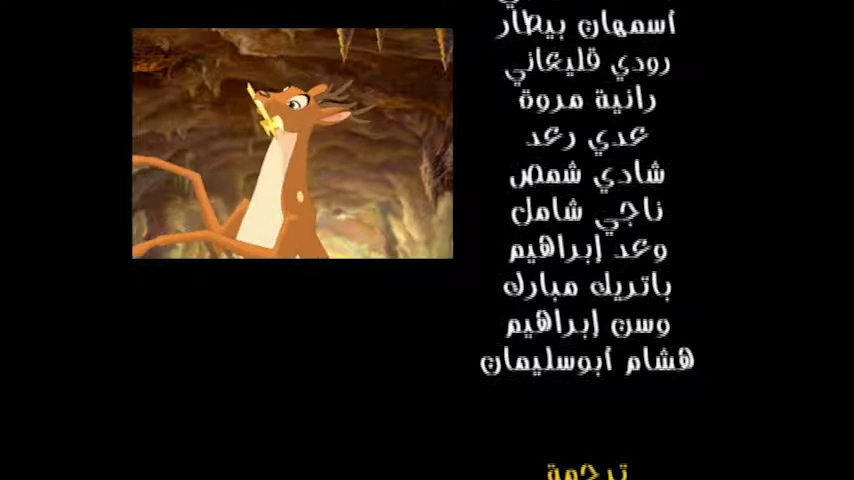 أسمهان بيطار
رودي قليعاني
رانية مروة
عدي رعد
شادي شمص
ناجي شامل
وعد إبراهيم
باتريك مبارك
وسن إبراهيم
هشام أبوسليمان
ترجمة